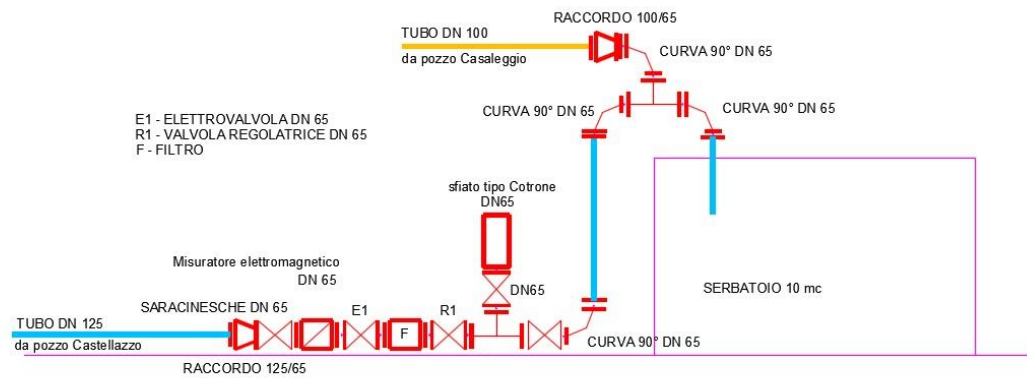 RACCORDO 100/65
TUBO DN 100
da pozzo Casaleggio
CURVA 90° DN 65
CURVA 90° DN 65
CURVA 90° DN 65
E1 - ELETTROVALVOLA DN 65
R1 - VALVOLA REGOLATRICE DN 65
F - FILTRO
sfiato tipo Cotrone
DN65
Misuratore elettromagnetico
DN 65
DN65
SERBATOIO 10 mc
SARACINESCHE DN 65
E1
R1
F
TUBO DN 125
da pozzo Castellazzo
CURVA 90° DN 65
RACCORDO 125/65